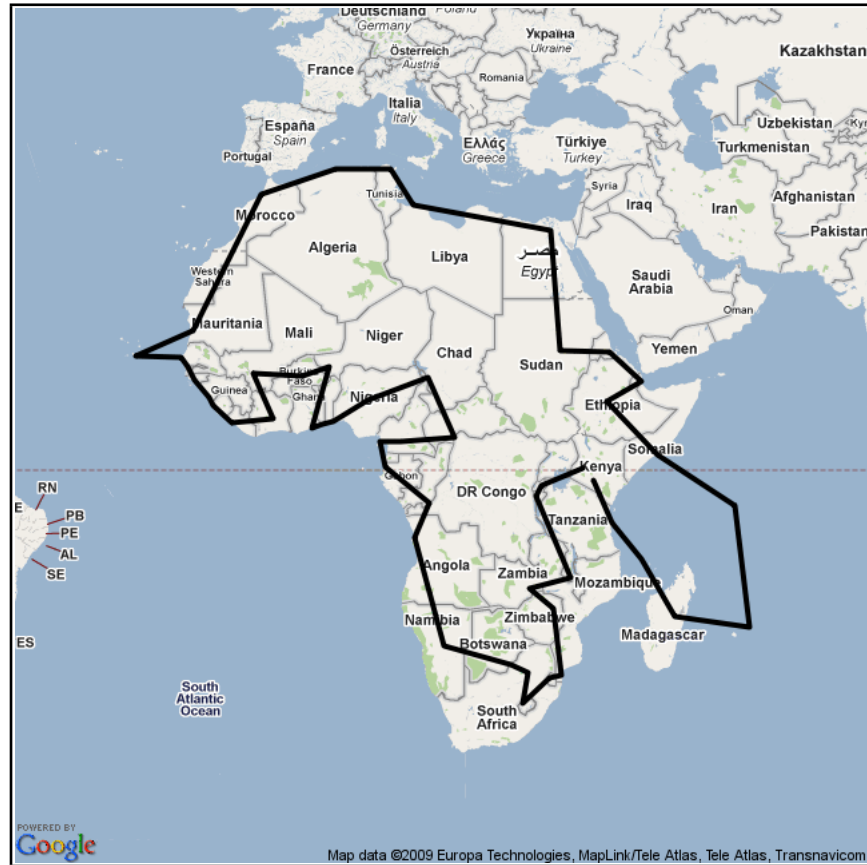 Deutschland
Germany
Poland
Україна
Ukraine
Kazakhstan
Österreich
Austria
France
Romania
Italia
Italy
Uzbekistan
España
Spain
Portugal
Ελλάς
Greece
Türkiye
Turkey
Turkmenistan
Tunisia
Syria
Iraq
Iran
Afghanistan
Pakistan
Morocco
Algeria
Libya
مصر
Egypt
Saudi
Arabia
Western
Sahara
Oman
Mauritania
Mali
Niger
Chad
Sudan
Yemen
Burkina
Faso
Guinea
Ghana
Nigeria
Ethiopia
Somalia
Gabon
Kenya
DR Congo
RN
E
PB
PE
AL
SE
Tanzania
Angola
Zambia
Mozambique
Namibia
Zimbabwe
Madagascar
Botswana
ES
South
Atlantic
Ocean
South
Africa
POWERED BY
Google
Map data ©2009 Europa Technologies, MapLink/Tele Atlas, Tele Atlas, Transnavicom